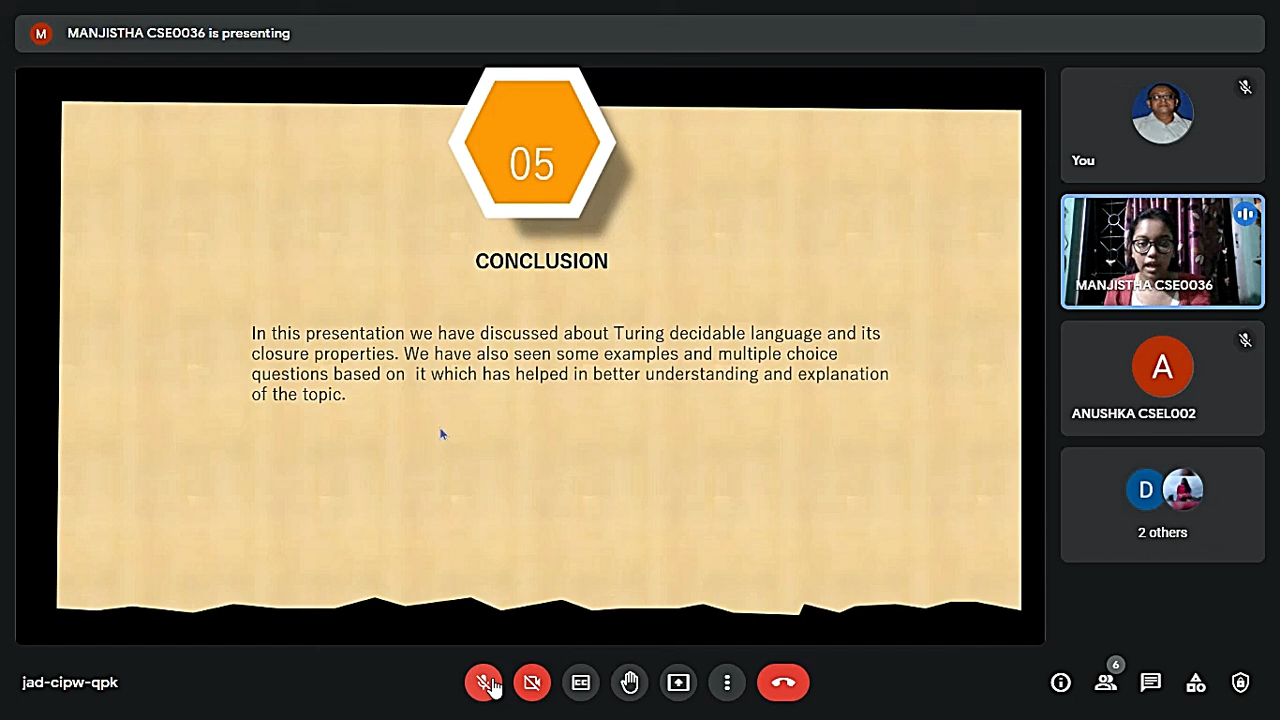 M
MANJISTHA CSE0036 is presenting
05
CONCLUSION
In this presentation we have discussed about Turing decidable language and its
closure properties. We have also seen some examples and multiple choice
questions based on it which has helped in better understanding and explanation
of the topic.
You
MANJISTHA CSE0036
A
ANUSHKA CSEL002
D
2 others
jad-cipw-qpk
CC
6